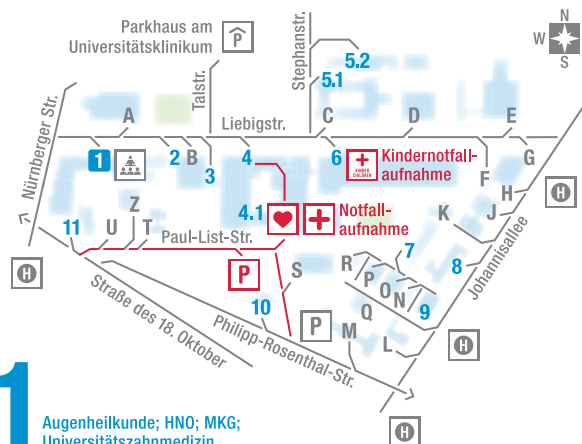 Parkhaus am
Universitätsklinikum
P
Stephanstr.
5.2
5.1
N
W
S
Talstr.
Nürnberger Str.
A
Liebigstr.
C
D
E
1
2
B
3
4
6
KINDER
CHILDREN
Kindernotfall-
aufnahme
F
G
H
H
4.1
Notfall-
aufnahme
K
J
Johannisallee
11
U
Z
T
Paul-List-Str.
P
S
R
P
O
N
7
8
9
Q
H
Straße des 18. Oktober
10
Philipp-Rosenthal-Str.
P
M
L
H
H
1
Augenheilkunde; HNO; MKG;
Universitätszahnmedizin